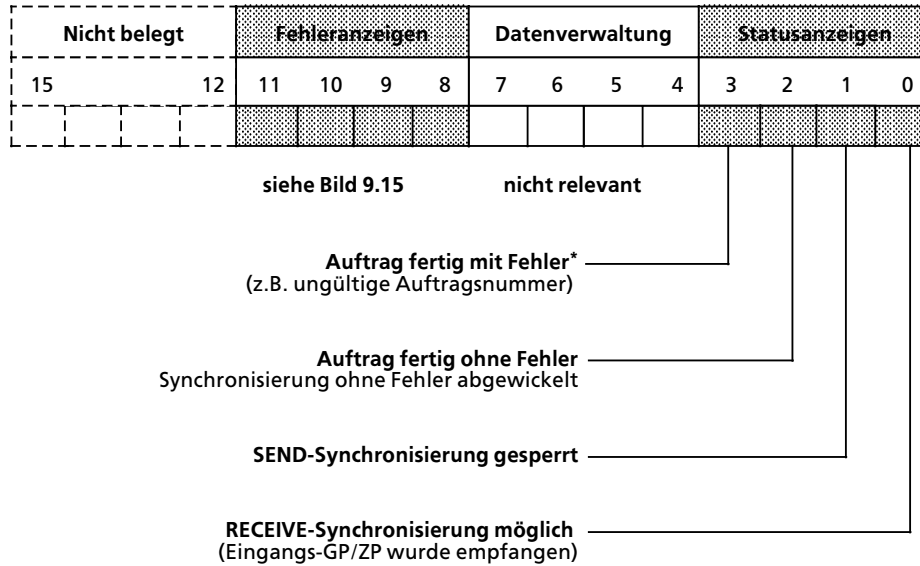 Nicht belegt Fehleranzeigen Datenverwaltung Statusanzeigen
15 12 11 10 9 8 7 6 5 4 3 2 1 0
siehe Bild 9.15 nicht relevant
Auftrag fertig mit Fehler*
(z.B. ungültige Auftragsnummer)
Auftrag fertig ohne Fehler
Synchronisierung ohne Fehler abgewickelt
SEND-Synchronisierung gesperrt
RECEIVE-Synchronisierung möglich
(Eingangs-GP/ZP wurde empfangen)